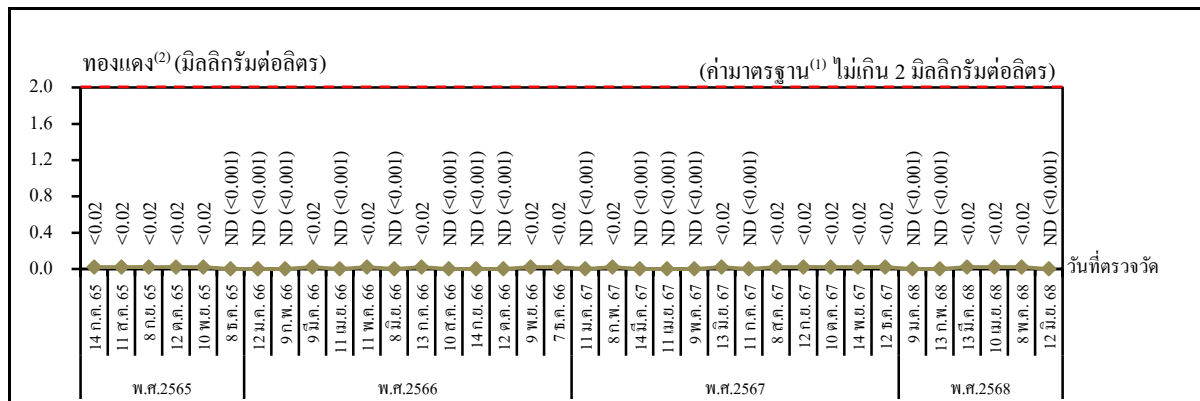 ทองแดง(2) (มิลลิกรัมต่อลิตร)
(ค่ามาตรฐาน(1) ไม่เกิน 2 มิลลิกรัมต่อลิตร)
2.0
1.6
1.2
0.8
0.4
0.0
<0.02
<0.02
<0.02
<0.02
<0.02
ND (<0.001)
ND (<0.001)
ND (<0.001)
<0.02
ND (<0.001)
<0.02
ND (<0.001)
<0.02
ND (<0.001)
ND (<0.001)
ND (<0.001)
<0.02
<0.02
ND (<0.001)
<0.02
ND (<0.001)
ND (<0.001)
ND (<0.001)
<0.02
ND (<0.001)
<0.02
<0.02
<0.02
<0.02
<0.02
ND (<0.001)
ND (<0.001)
<0.02
<0.02
<0.02
ND (<0.001)
วันที่ตรวจวัด
14 ก.ค. 65
11 ส.ค. 65
8 ก.ย. 65
12 ต.ค. 65
10 พ.ย. 65
8 ธ.ค. 65
12 ม.ค. 66
9 ก.พ. 66
9 มี.ค. 66
11 เม.ย. 66
11 พ.ค. 66
8 มิ.ย. 66
13 ก.ค. 66
10 ส.ค. 66
14 ก.ย. 66
12 ต.ค. 66
9 พ.ย. 66
7 ธ.ค. 66
11 ม.ค. 67
8 ก.พ. 67
14 มี.ค. 67
11 เม.ย. 67
9 พ.ค. 67
13 มิ.ย. 67
11 ก.ค. 67
8 ส.ค. 67
12 ก.ย. 67
10 ต.ค. 67
14 พ.ย. 67
12 ธ.ค. 67
9 ม.ค. 68
13 ก.พ. 68
13 มี.ค. 68
10 เม.ย. 68
8 พ.ค. 68
12 มิ.ย. 68
พ.ศ.2565
พ.ศ.2566
พ.ศ.2567
พ.ศ.2568